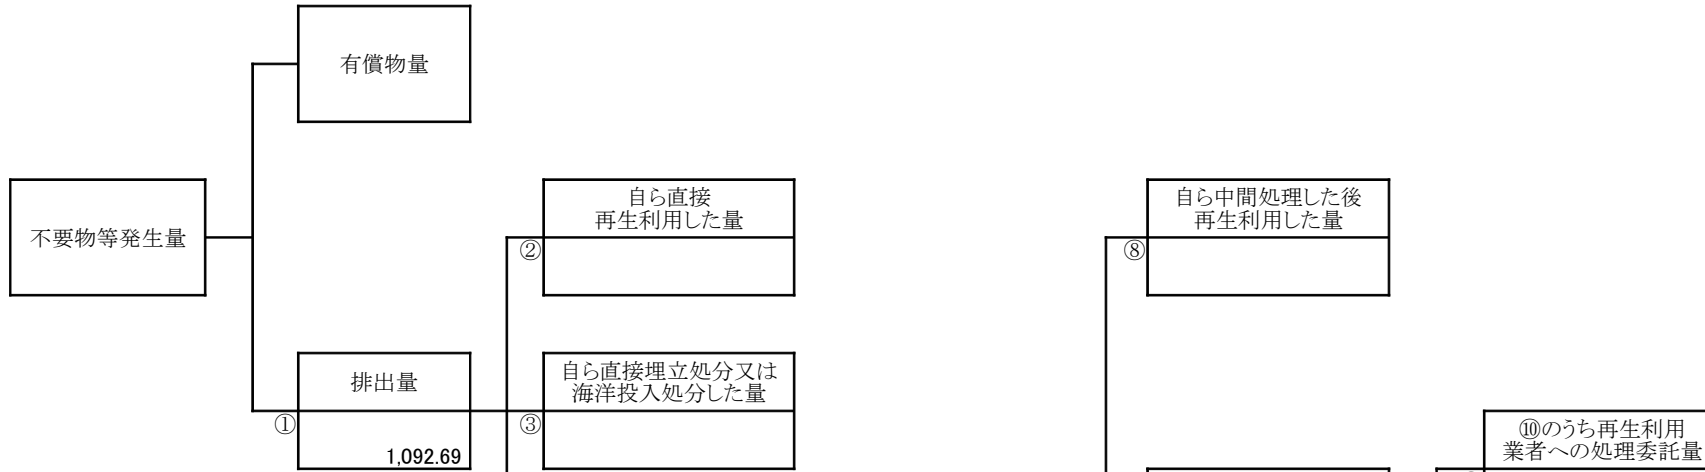 有償物量
不要物等発生量
自ら直接
再生利用した量
②
自ら中間処理した後
再生利用した量
⑧
排出量
①
1,092.69
自ら直接埋立処分又は
海洋投入処分した量
③
⑩のうち再生利用
業者への処理委託量